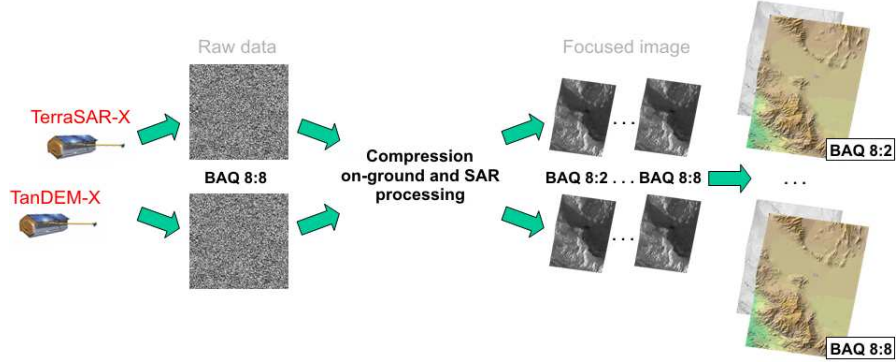 Raw data
Focused image
TerraSAR-X
BAQ 8:2
Compression
on-ground and SAR
processing
BAQ 8:8
BAQ 8:2 . . . BAQ 8:8
. . .
. . .
. . .
TanDEM-X
BAQ 8:8